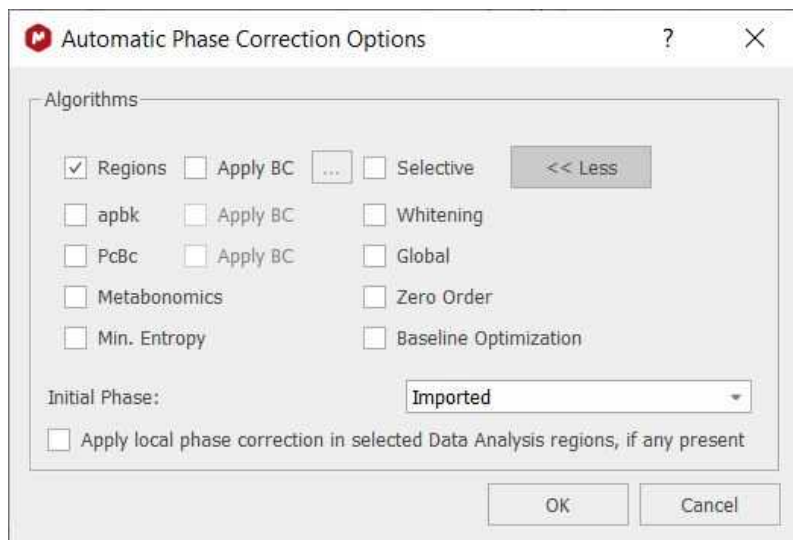 Automatic Phase Correction Options ?
Algorithms
Regions Apply BC ... Selective << Less
apbk Apply BC Whitening
PcBc Apply BC Global
Metabonomics Zero Order
Min. Entropy Baseline Optimization
Initial Phase: Imported
Apply local phase correction in selected Data Analysis regions, if any present
OK Cancel